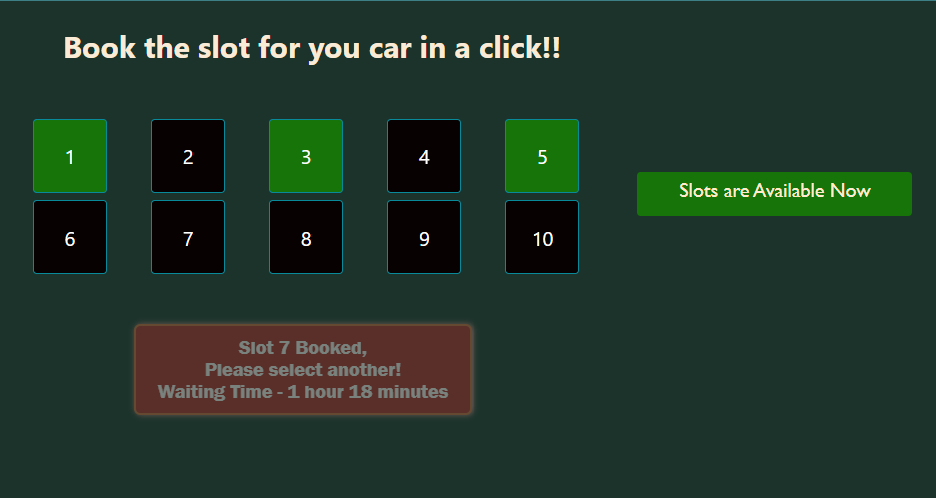 Book the slot for you car in a click!!
1 2 3 4 5
Slots are Available Now
6 7 8 9 10
Slot 7 Booked,
Please select another!
Waiting Time - 1 hour 18 minutes